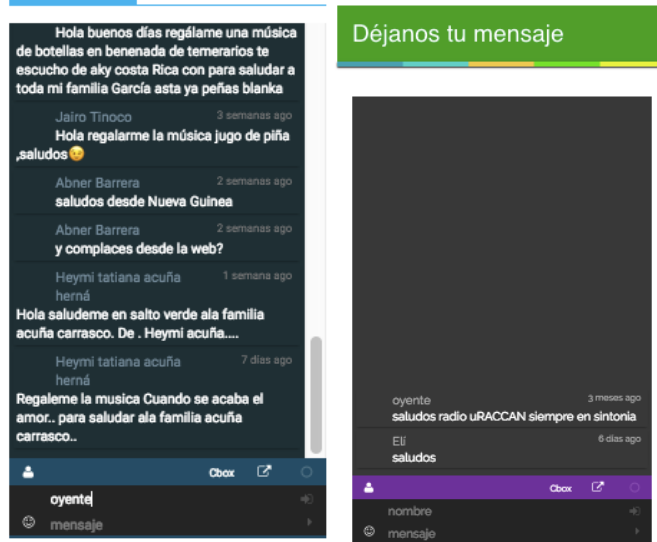 Hola buenos días regálame una música
de botellas en benenada de temerarios te
escucho de aky costa Rica con para saludar a
toda mi familia García asta ya peñas blanka
Jairo Tinoco 3 semanas ago
Hola regalarme la música jugo de piña
,saludos😉
Abner Barrera 2 semanas ago
saludos desde Nueva Guinea
Abner Barrera 2 semanas ago
y complaces desde la web?
Heymi tatiana acuña 1 semana ago
herná
Hola saludeme en salto verde ala familia
acuña carrasco. De . Heymi acuña....
Heymi tatiana acuña 7 días ago
herná
Regaleme la musica Cuando se acaba el
amor.. para saludar ala familia acuña
carrasco..
Cbox
oyente
mensaje
Déjanos tu mensaje
oyente 3 meses ago
saludos radio uRACCAN siempre en sintonia
Elí 6 días ago
saludos
Cbox
nombre
mensaje